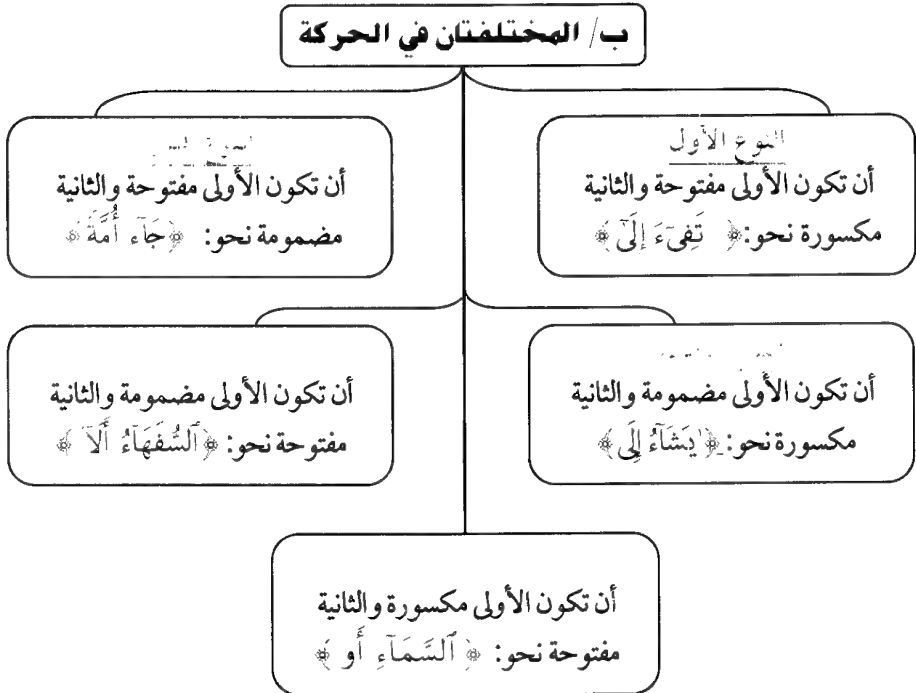 ب/ المختلفتان في الحركة
النوع الأول
أن تكون الأولى مفتوحة والثانية
مكسورة نحو: ﴿ تَفِيٓءَ إِلَىٰٓ ﴾
أن تكون الأولى مفتوحة والثانية
مضمومة نحو: ﴿جَآءَ أُمَّةً﴾
أن تكون الأولى مضمومة والثانية
مكسورة نحو: ﴿يَشَآءُ إِلَى﴾
أن تكون الأولى مضمومة والثانية
مفتوحة نحو: ﴿ٱلسُّفَهَآءُ أَلَآ ﴾
أن تكون الأولى مكسورة والثانية
مفتوحة نحو: ﴿ ٱلسَّمَآءِ أَو ﴾